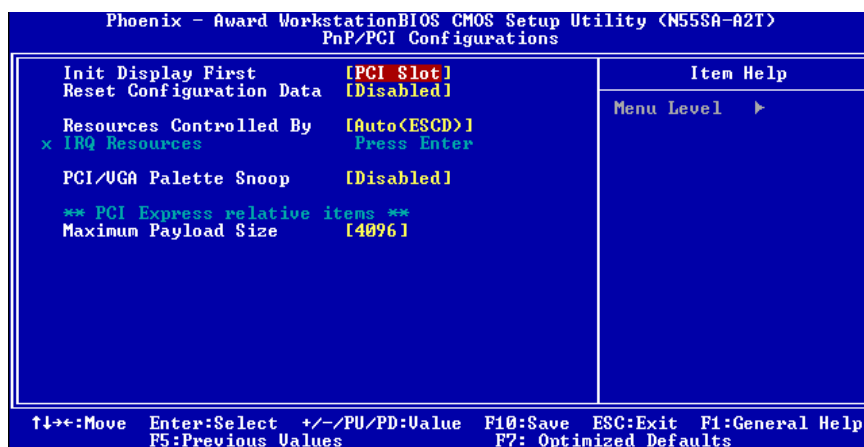 Phoenix - Award WorkstationBIOS CMOS Setup Utility (N55SA-A2T)
PnP/PCI Configurations
Init Display First [PCI Slot]
Reset Configuration Data [Disabled]
Resources Controlled By [Auto(ESCD)]
x IRQ Resources Press Enter
PCI/VGA Palette Snoop [Disabled]
** PCI Express relative items **
Maximum Payload Size [4096]
Item Help
Menu Level ►
↑↓→←:Move Enter:Select +/-/PU/PD:Value F10:Save ESC:Exit F1:General Help
F5:Previous Values F7: Optimized Defaults